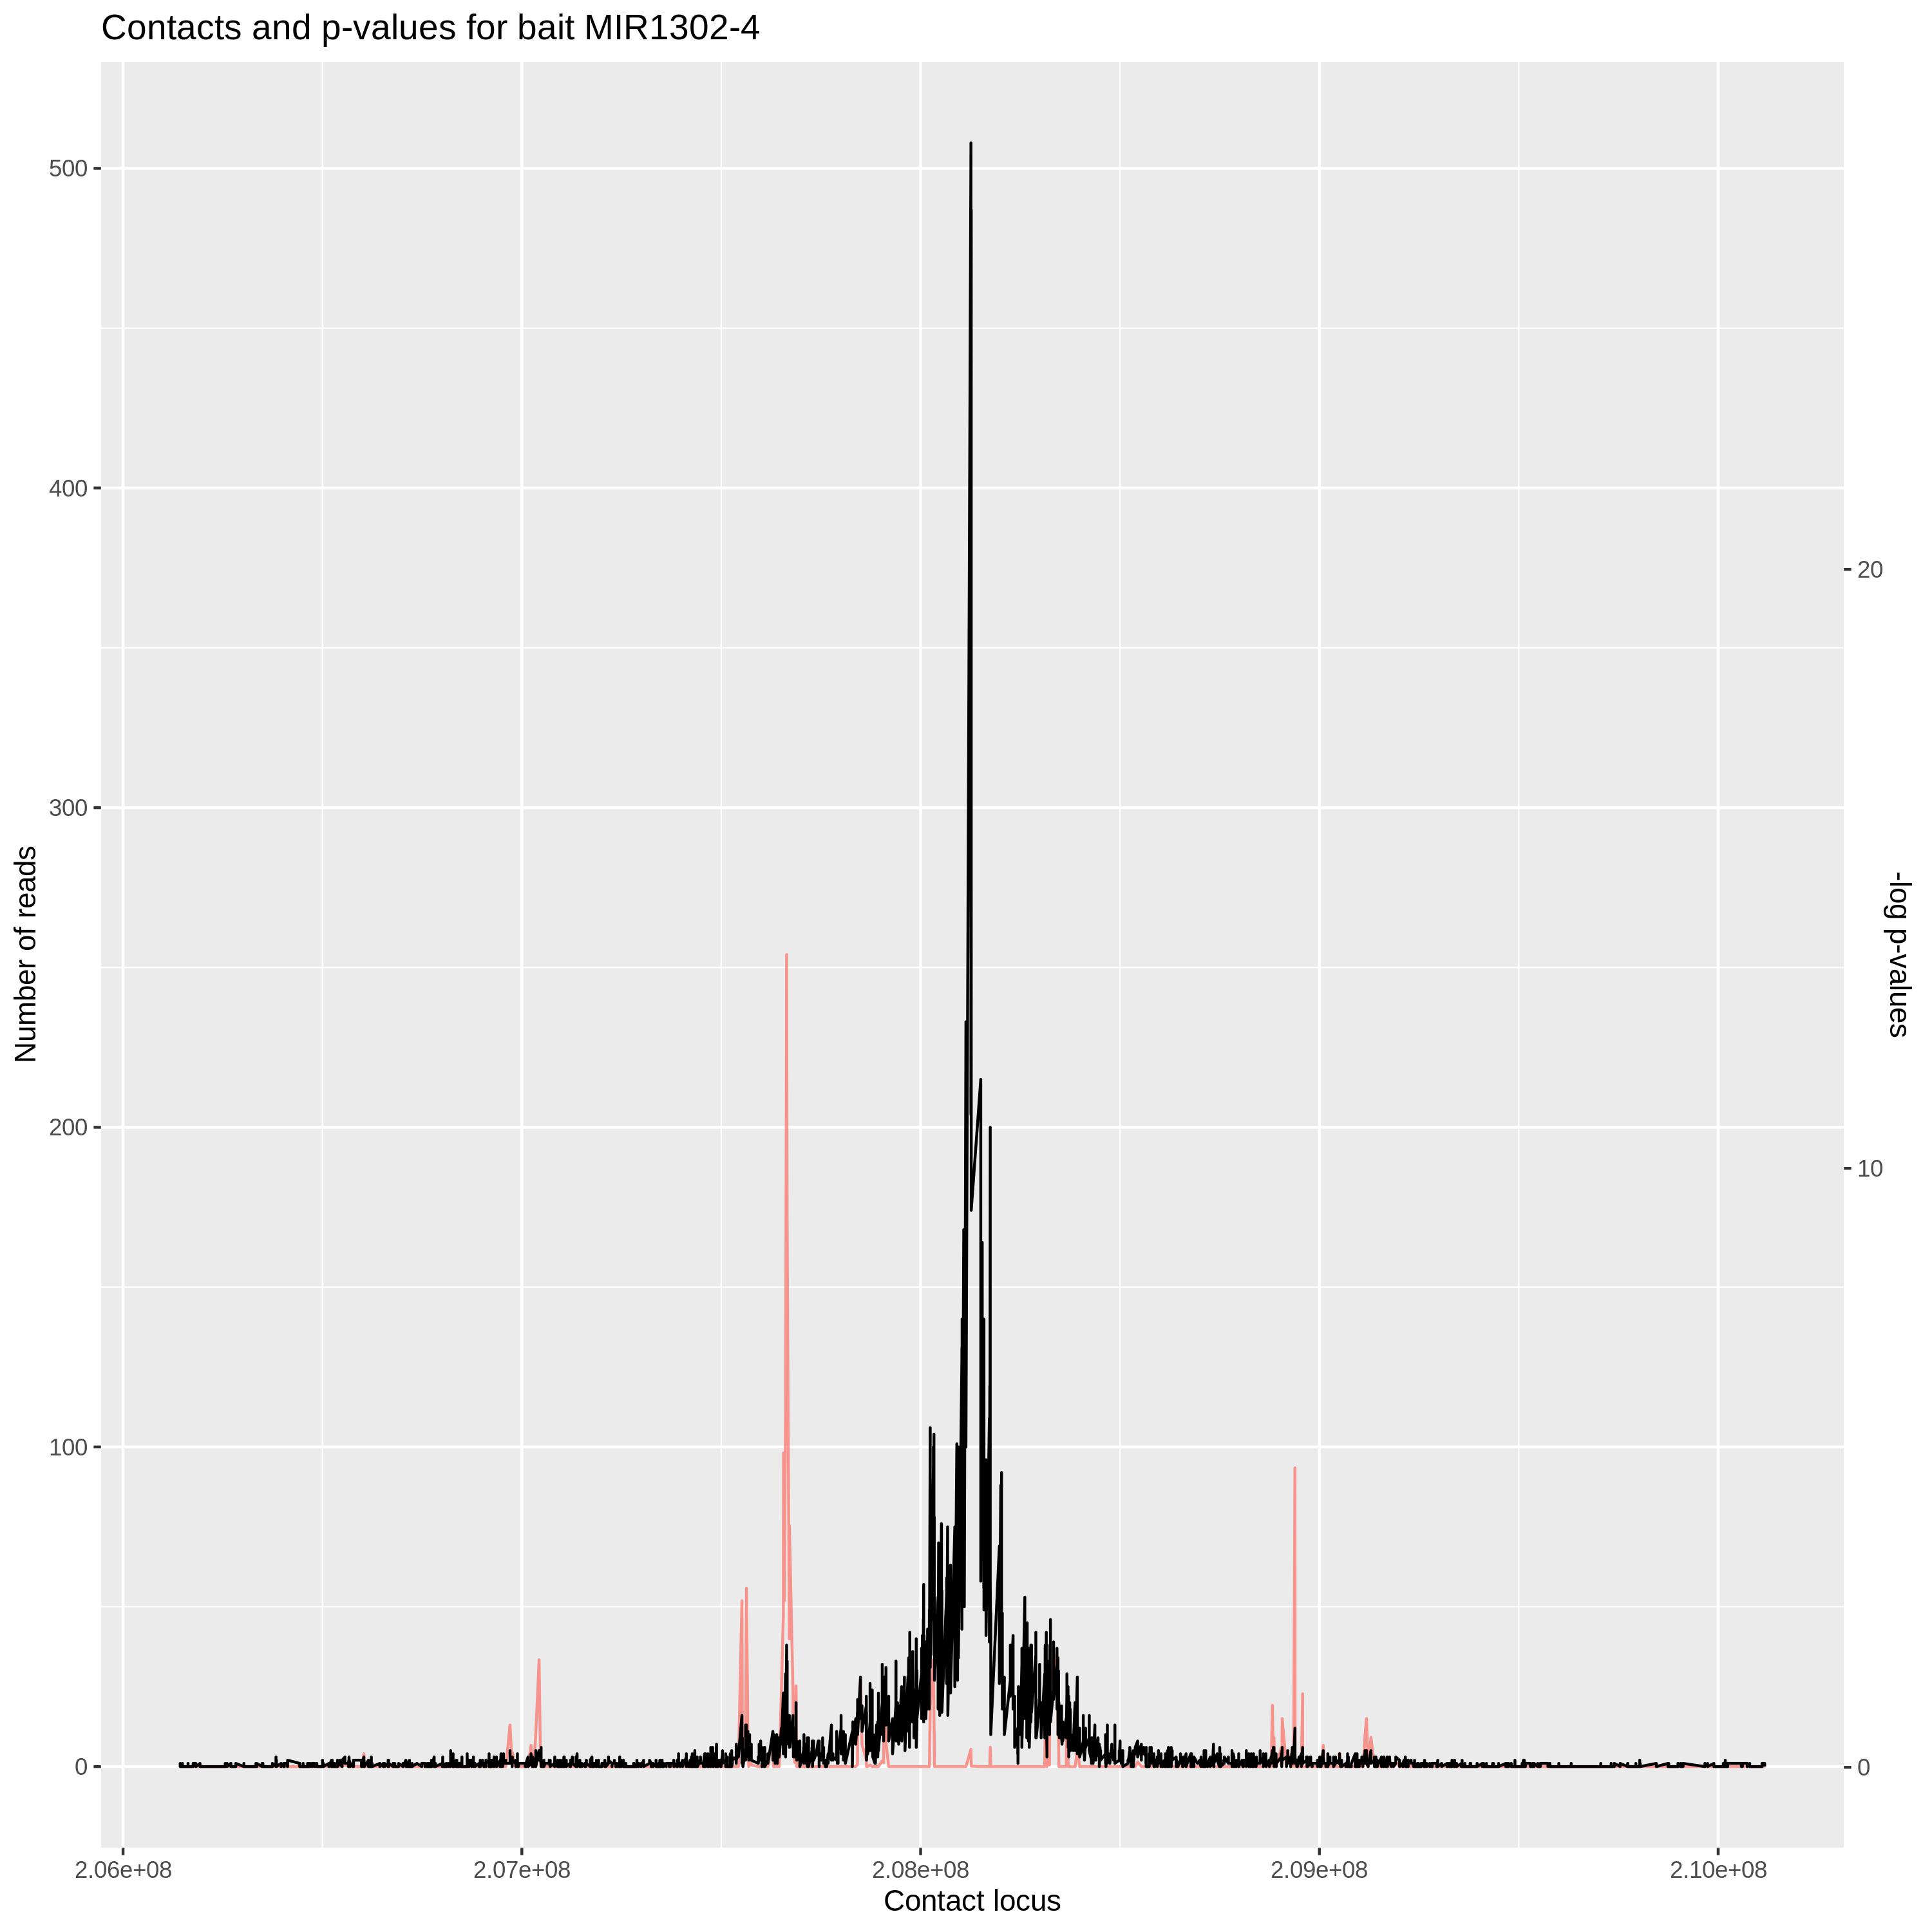 Contacts and p-values for bait MIR1302-4
500
400
300
200
100
0
Number of reads
20
10
0
-log p-values
2.06e+08
2.07e+08
2.08e+08
2.09e+08
2.10e+08
Contact locus